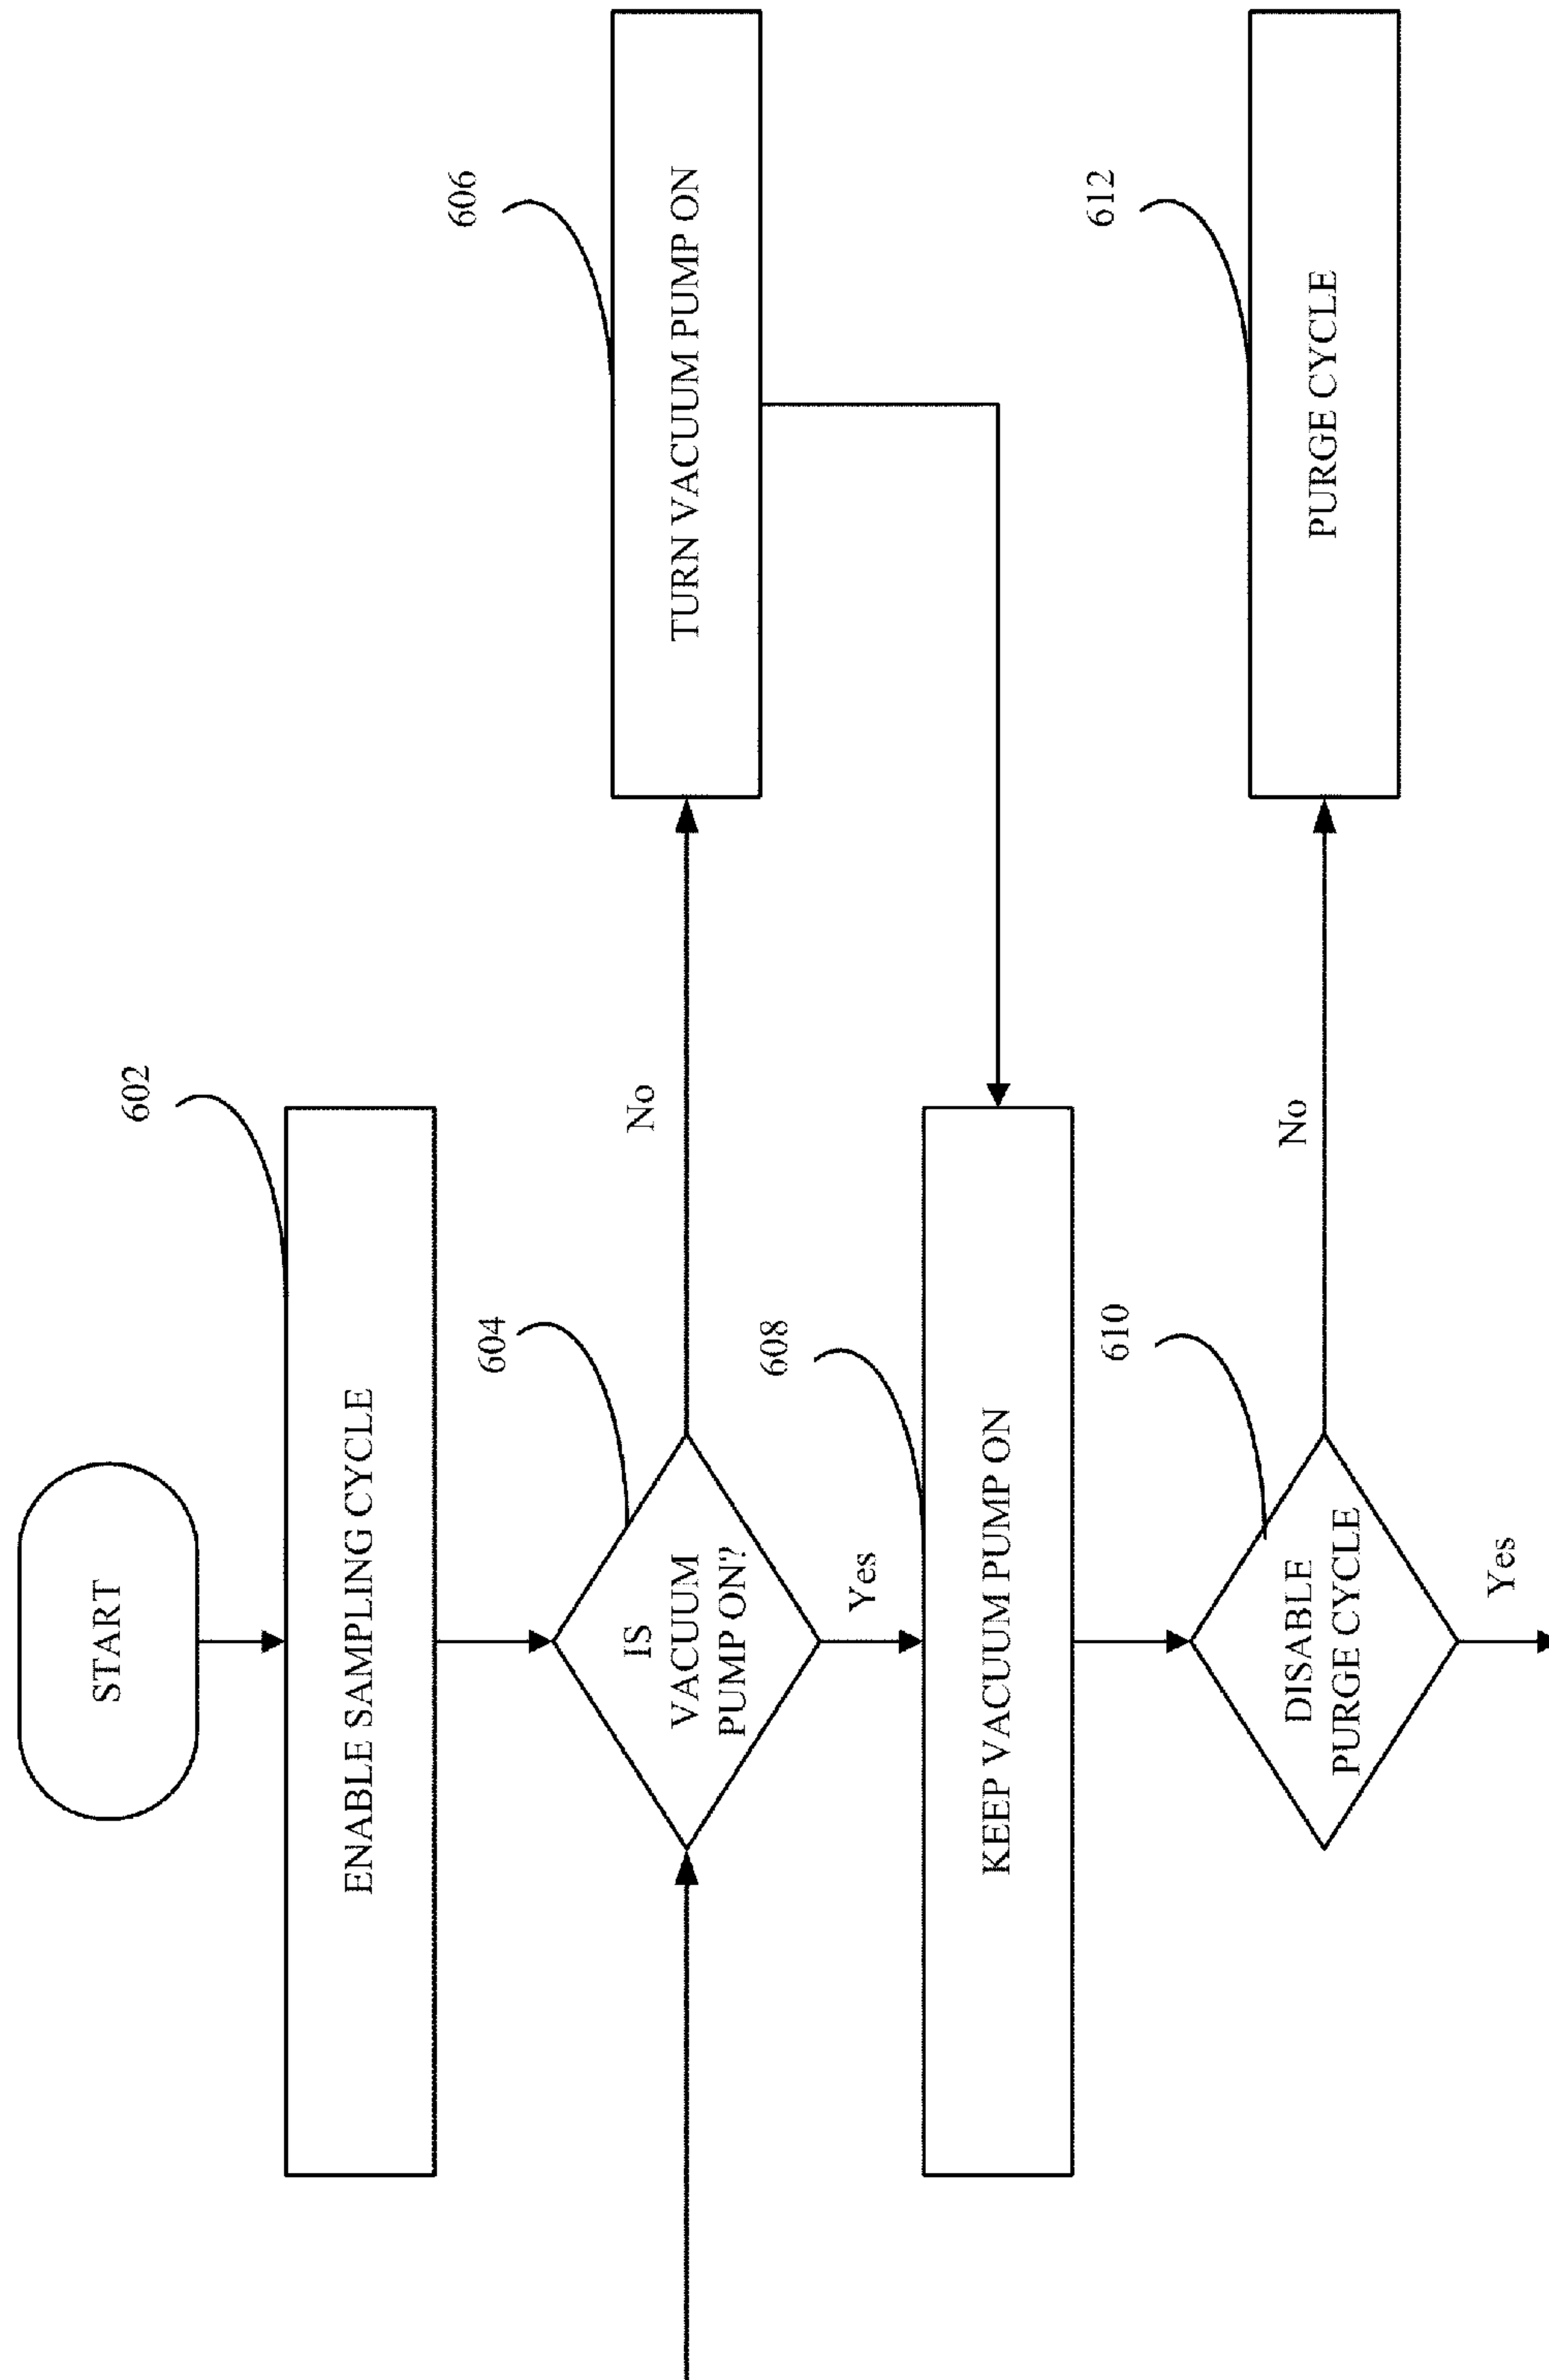 START
602
ENABLE SAMPLING CYCLE
604
IS
VACUUM
PUMP ON?
No
606
TURN VACUUM PUMP ON
Yes
608
KEEP VACUUM PUMP ON
610
DISABLE
PURGE CYCLE
No
612
PURGE CYCLE
Yes